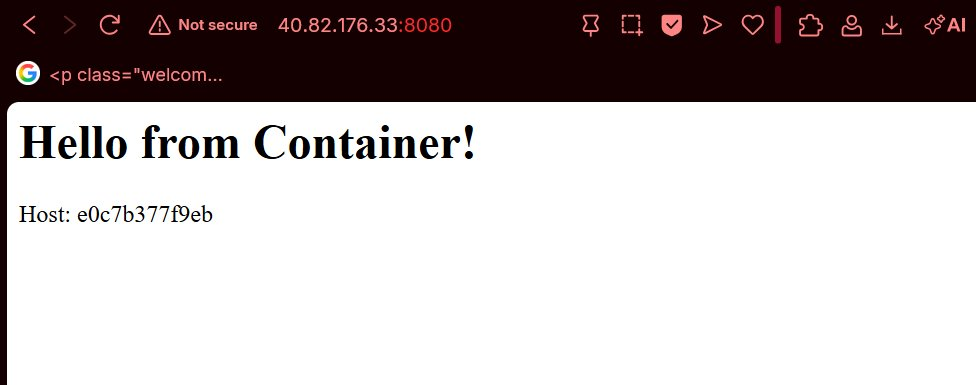 Not secure 40.82.176.33:8080 AI
<p class="welcom...
Hello from Container!
Host: e0c7b377f9eb